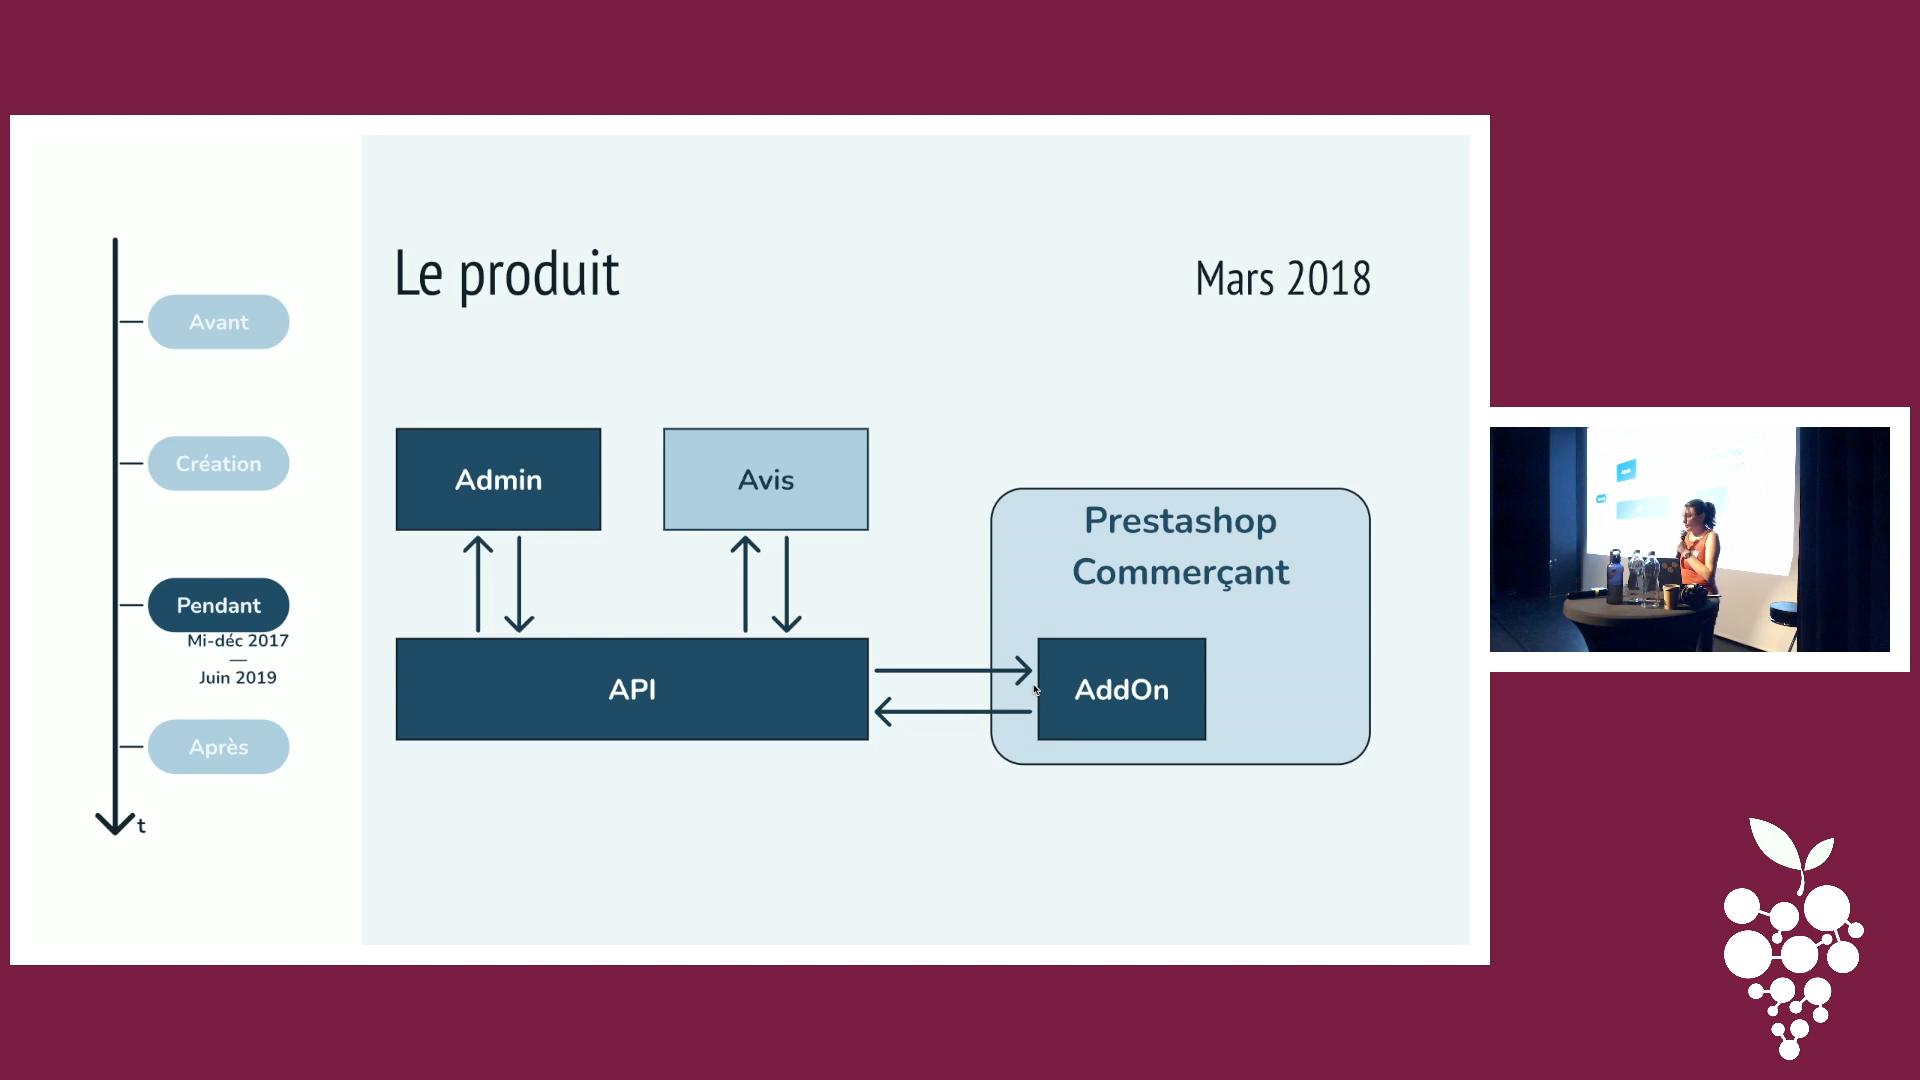 Avant
Création
Pendant
Mi-déc 2017
—
Juin 2019
Après
t
Le produit
Mars 2018
Admin
Avis
Prestashop
Commerçant
API
AddOn